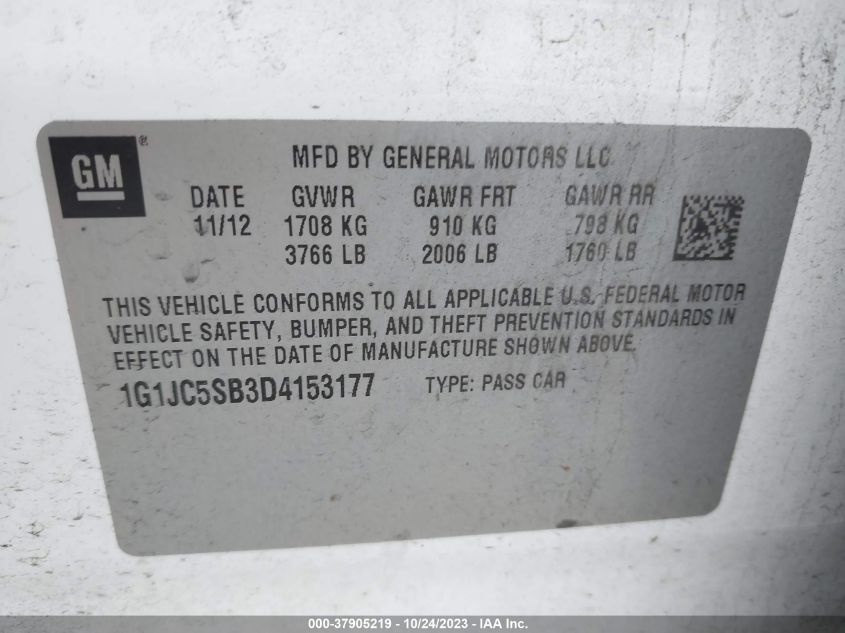 GM ®
MFD BY GENERAL MOTORS LLC
DATE GVWR GAWR FRT GAWR RR
11/12 1708 KG 910 KG 798 KG
3766 LB 2006 LB 1760 LB
THIS VEHICLE CONFORMS TO ALL APPLICABLE U.S. FEDERAL MOTOR
VEHICLE SAFETY, BUMPER, AND THEFT PREVENTION STANDARDS IN
EFFECT ON THE DATE OF MANUFACTURE SHOWN ABOVE.
1G1JC5SB3D4153177 TYPE: PASS CAR
000-37905219 - 10/24/2023 - IAA Inc.